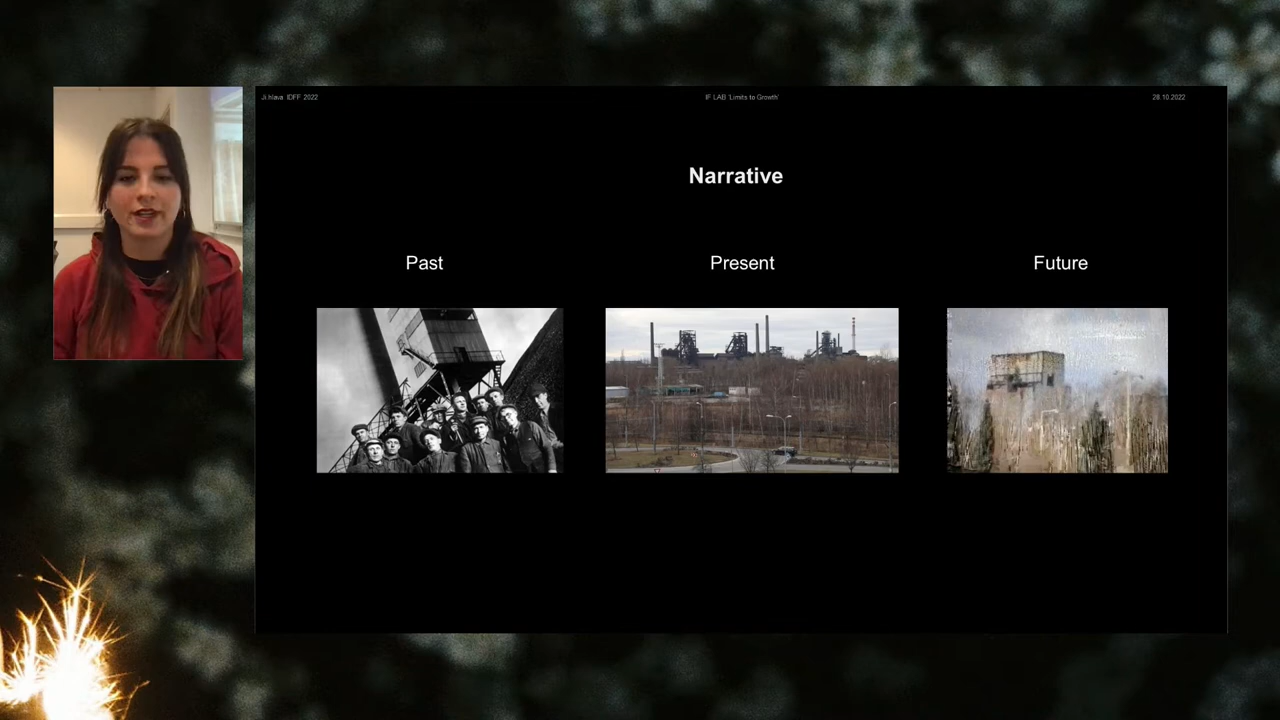 Ji.hlava IDFF 2022
IF LAB 'Limits to Growth'
28.10.2022
Narrative
Past
Present
Future